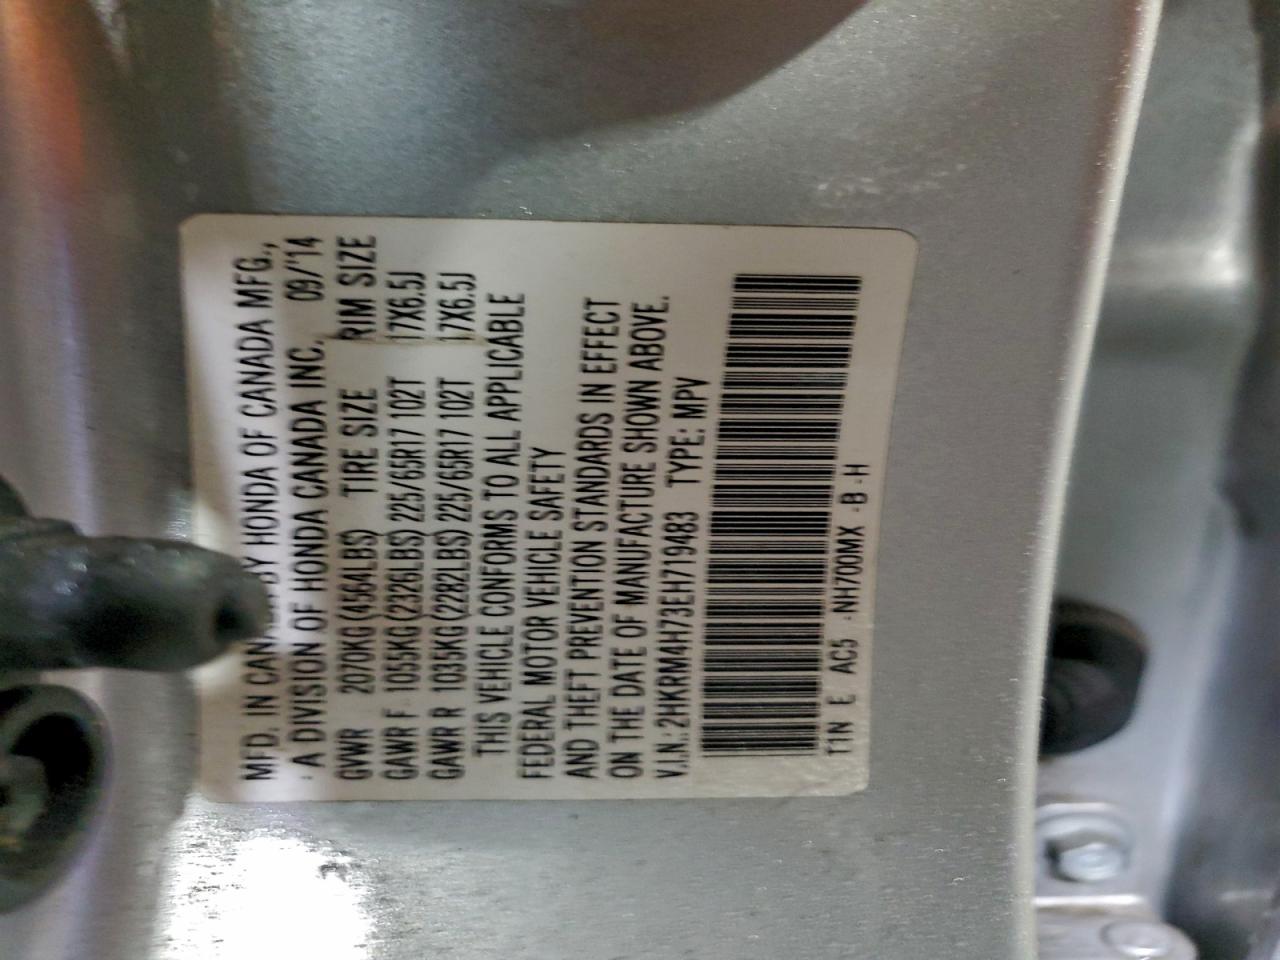 MFD. IN CANADA BY HONDA OF CANADA MFG.,
A DIVISION OF HONDA CANADA INC. 09/'14
GVWR 2070KG(4564LBS) TIRE SIZE RIM SIZE
GAWR F 1055KG(2326LBS) 225/65R17 102T 17X6.5J
GAWR R 1035KG(2282LBS) 225/65R17 102T 17X6.5J
THIS VEHICLE CONFORMS TO ALL APPLICABLE
FEDERAL MOTOR VEHICLE SAFETY
AND THEFT PREVENTION STANDARDS IN EFFECT
ON THE DATE OF MANUFACTURE SHOWN ABOVE.
V.I.N.: 2HKRM4H73EH719483 TYPE: MPV
T1N E AC5 -NH700MX -B -H